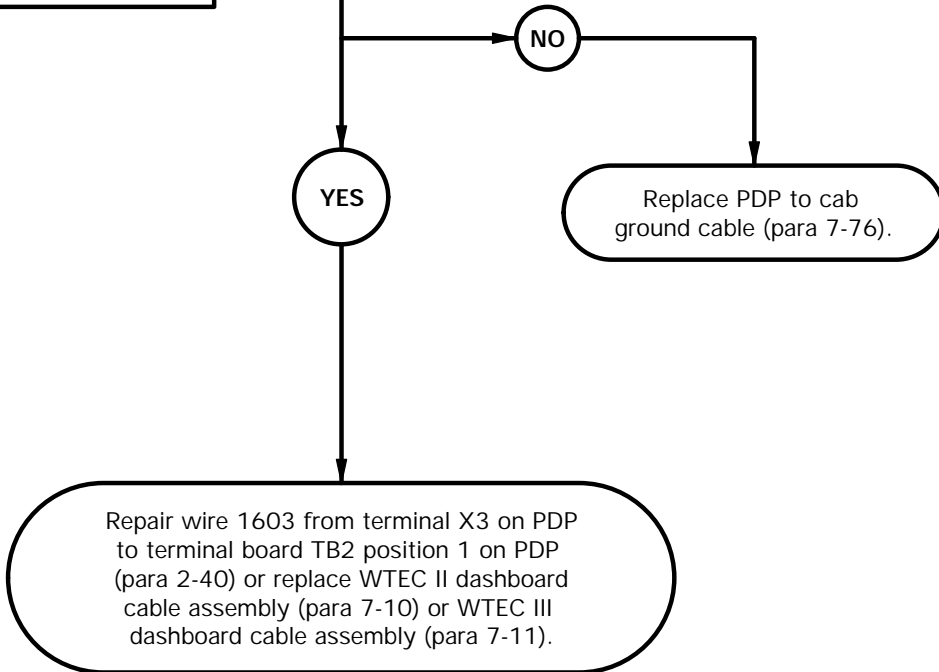 NO
YES
Replace PDP to cab
ground cable (para 7-76).
Repair wire 1603 from terminal X3 on PDP
to terminal board TB2 position 1 on PDP
(para 2-40) or replace WTEC II dashboard
cable assembly (para 7-10) or WTEC III
dashboard cable assembly (para 7-11).